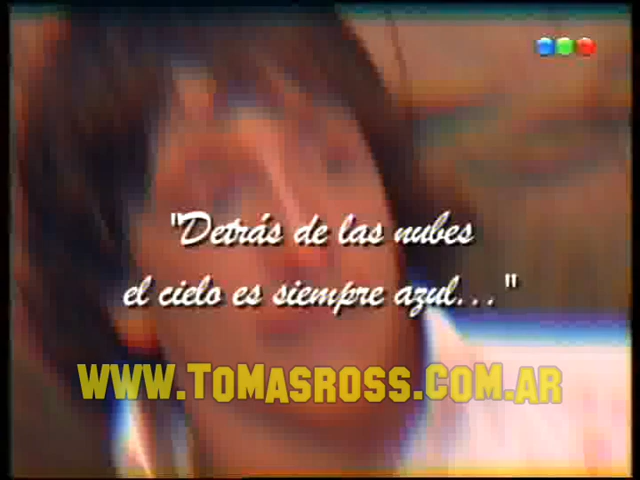 "Detrás de las nubes
el cielo es siempre azul..."
WWW.TOMASROSS.COM.AR